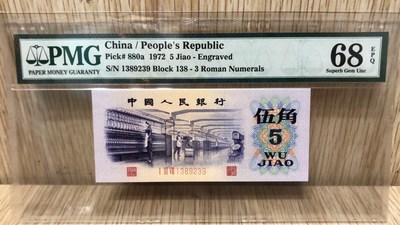 PMG
PAPER MONEY GUARANTY
China / People's Republic
Pick# 880a 1972 5 Jiao - Engraved
S/N 1389239 Block 138 - 3 Roman Numerals
68 EPQ
Superb Gem Unc
中國人民銀行
伍角
5
WU
JIAO
1389239